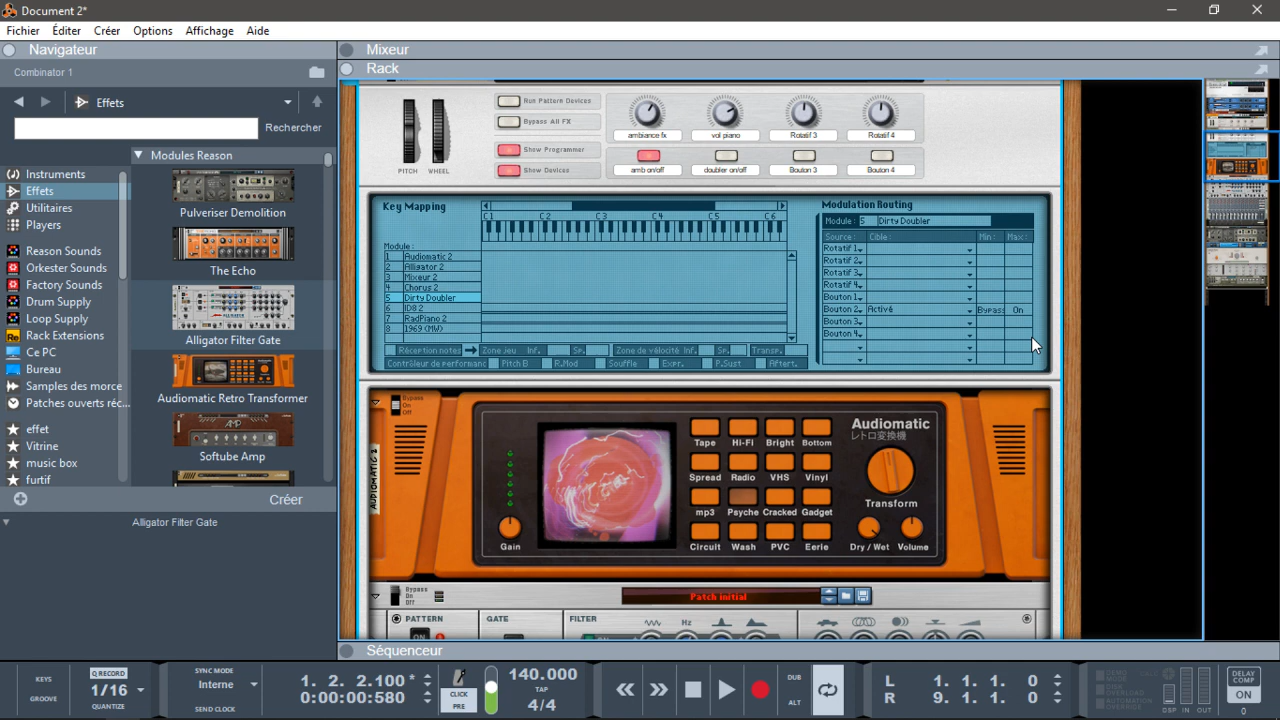 Document 2*
Fichier Éditer Créer Options Affichage Aide
Navigateur
Combinator 1
Effets
Rechercher
Instruments
Effets
Utilitaires
Players
Reason Sounds
Orkester Sounds
Factory Sounds
Drum Supply
Loop Supply
Rack Extensions
Ce PC
Bureau
Samples des morce
Patches ouverts réc...
effet
Vitrine
music box
furtif
Modules Reason
Pulveriser Demolition
The Echo
Alligator Filter Gate
Audiomatic Retro Transformer
Softube Amp
Créer
Alligator Filter Gate
Mixeur
Rack
PITCH WHEEL
Run Pattern Devices
Bypass All FX
Show Programmer
Show Devices
ambiance fx vol piano Rotatif 3 Rotatif 4
amb on/off doubler on/off Bouton 3 Bouton 4
Key Mapping
C1 C2 C3 C4 C5 C6
Module:
1 Audiomatic 2
2 Alligator 2
3 Mixeur 2
4 Chorus 2
5 Dirty Doubler
6 ID8 2
7 RadPiano 2
8 1969 (MW)
Réception notes Zone jeu Inf. Sp. Zone de vélocité Inf. Sp. Transp.
Contrôleur de performanc Pitch B P.Mod Souffle Expr. P.Sust Aftert.
Modulation Routing
Module: 5 Dirty Doubler
Source: Cible: Min: Max:
Rotatif 1
Rotatif 2
Rotatif 3
Rotatif 4
Bouton 1
Bouton 2 Activé Bypass On
Bouton 3
Bouton 4
Bypass
On
Off
AUDIOMATIC 2
Gain
Tape Hi-Fi Bright Bottom
Spread Radio VHS Vinyl
mp3 Psyche Cracked Gadget
Circuit Wash PVC Eerie
Audiomatic
レトロ変換機
Transform
Dry / Wet Volume
Bypass
On
Off
Patch initial
PATTERN GATE FILTER
ON
Hz
Séquenceur
KEYS
GROOVE
Q RECORD
1/16
QUANTIZE
SYNC MODE
Interne
SEND CLOCK
1. 2. 2.100 *
0:00:00:580
CLICK
PRE
140.000
TAP
4/4
DUB
ALT
L 1. 1. 1. 0
R 9. 1. 1. 0
DSP IN OUT
DELAY
COMP
ON
0